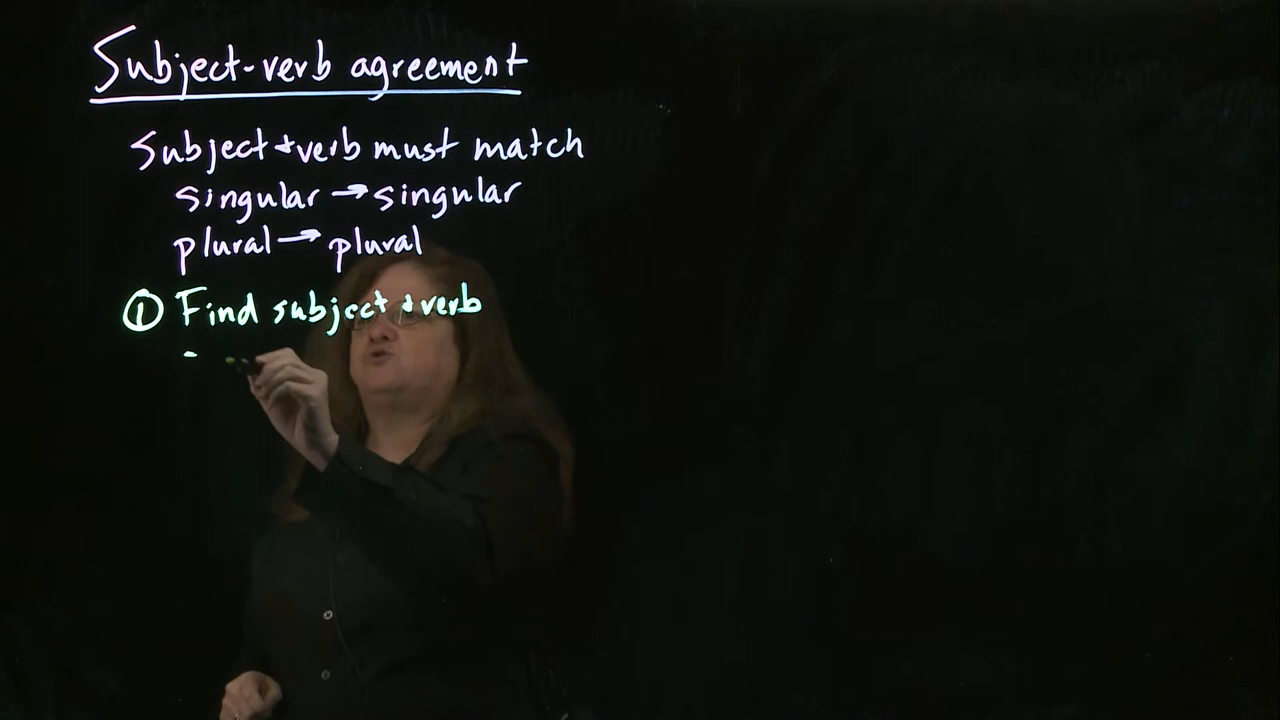 Subject-verb agreement
Subject + verb must match
singular → singular
plural → plural
① Find subject + verb